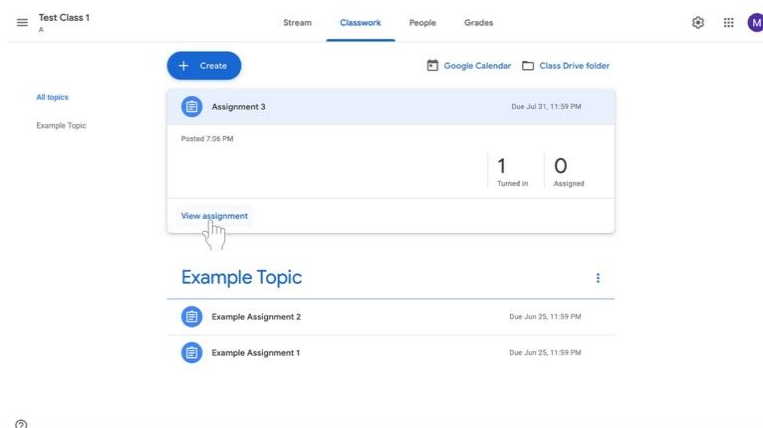 Test Class 1
A
Stream Classwork People Grades
M
+ Create
Google Calendar Class Drive folder
All topics
Example Topic
Assignment 3 Due Jul 31, 11:59 PM
Posted 7:06 PM
1 0
Turned in Assigned
View assignment
Example Topic
Example Assignment 2 Due Jun 25, 11:59 PM
Example Assignment 1 Due Jun 25, 11:59 PM
?